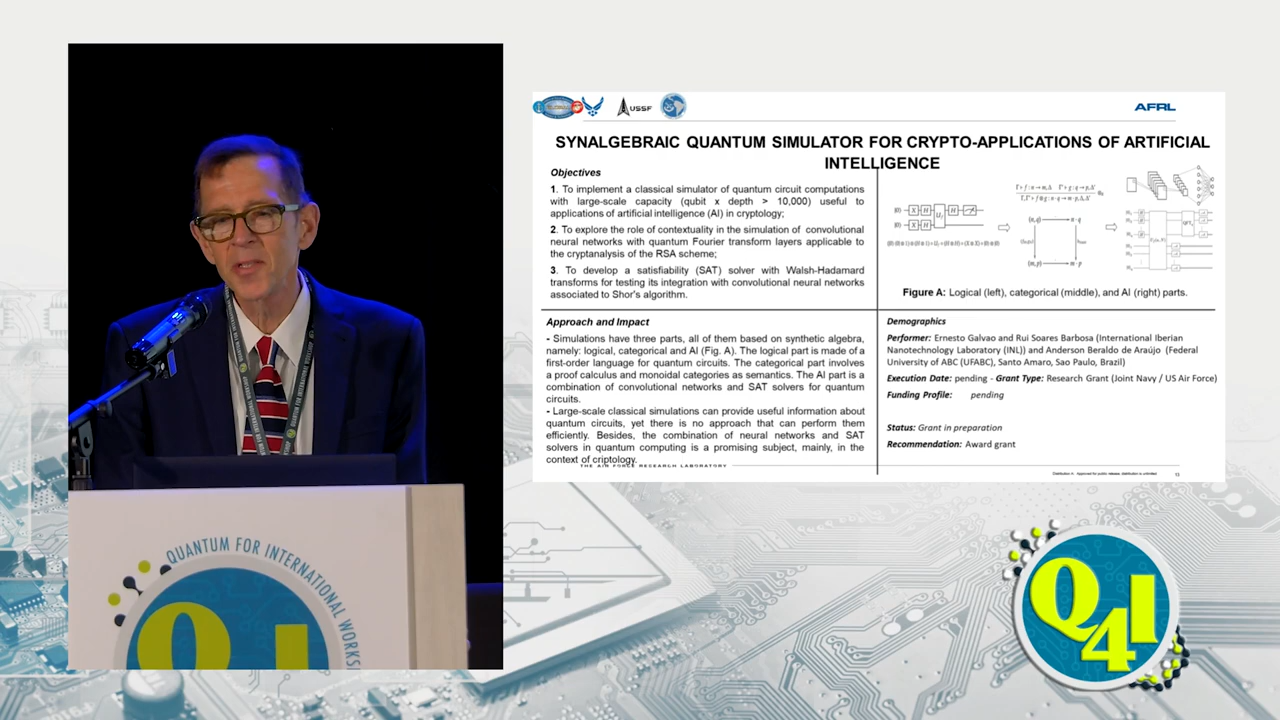 USSF
AFRL
SYNALGEBRAIC QUANTUM SIMULATOR FOR CRYPTO-APPLICATIONS OF ARTIFICIAL
INTELLIGENCE
Objectives
1. To implement a classical simulator of quantum circuit computations
with large-scale capacity (qubit x depth > 10,000) useful to
applications of artificial intelligence (AI) in cryptology;
2. To explore the role of contextuality in the simulation of convolutional
neural networks with quantum Fourier transform layers applicable to
the cryptanalysis of the RSA scheme;
3. To develop a satisfiability (SAT) solver with Walsh-Hadamard
transforms for testing its integration with convolutional neural networks
associated to Shor's algorithm.
Figure A: Logical (left), categorical (middle), and AI (right) parts.
Approach and Impact
- Simulations have three parts, all of them based on synthetic algebra,
namely: logical, categorical and AI (Fig. A). The logical part is made of a
first-order language for quantum circuits. The categorical part involves
a proof calculus and monoidal categories as semantics. The AI part is a
combination of convolutional networks and SAT solvers for quantum
circuits.
- Large-scale classical simulations can provide useful information about
quantum circuits, yet there is no approach that can perform them
efficiently. Besides, the combination of neural networks and SAT
solvers in quantum computing is a promising subject, mainly, in the
context of criptology.
Demographics
Performer: Ernesto Galvao and Rui Soares Barbosa (International Iberian
Nanotechnology Laboratory (INL)) and Anderson Beraldo de Araújo (Federal
University of ABC (UFABC), Santo Amaro, Sao Paulo, Brazil)
Execution Date: pending - Grant Type: Research Grant (Joint Navy / US Air Force)
Funding Profile: pending
Status: Grant in preparation
Recommendation: Award grant
THE AIR FORCE RESEARCH LABORATORY
Distribution A. Approved for public release, distribution is unlimited
QUANTUM FOR INTERNATIONAL WORKS
Q4I